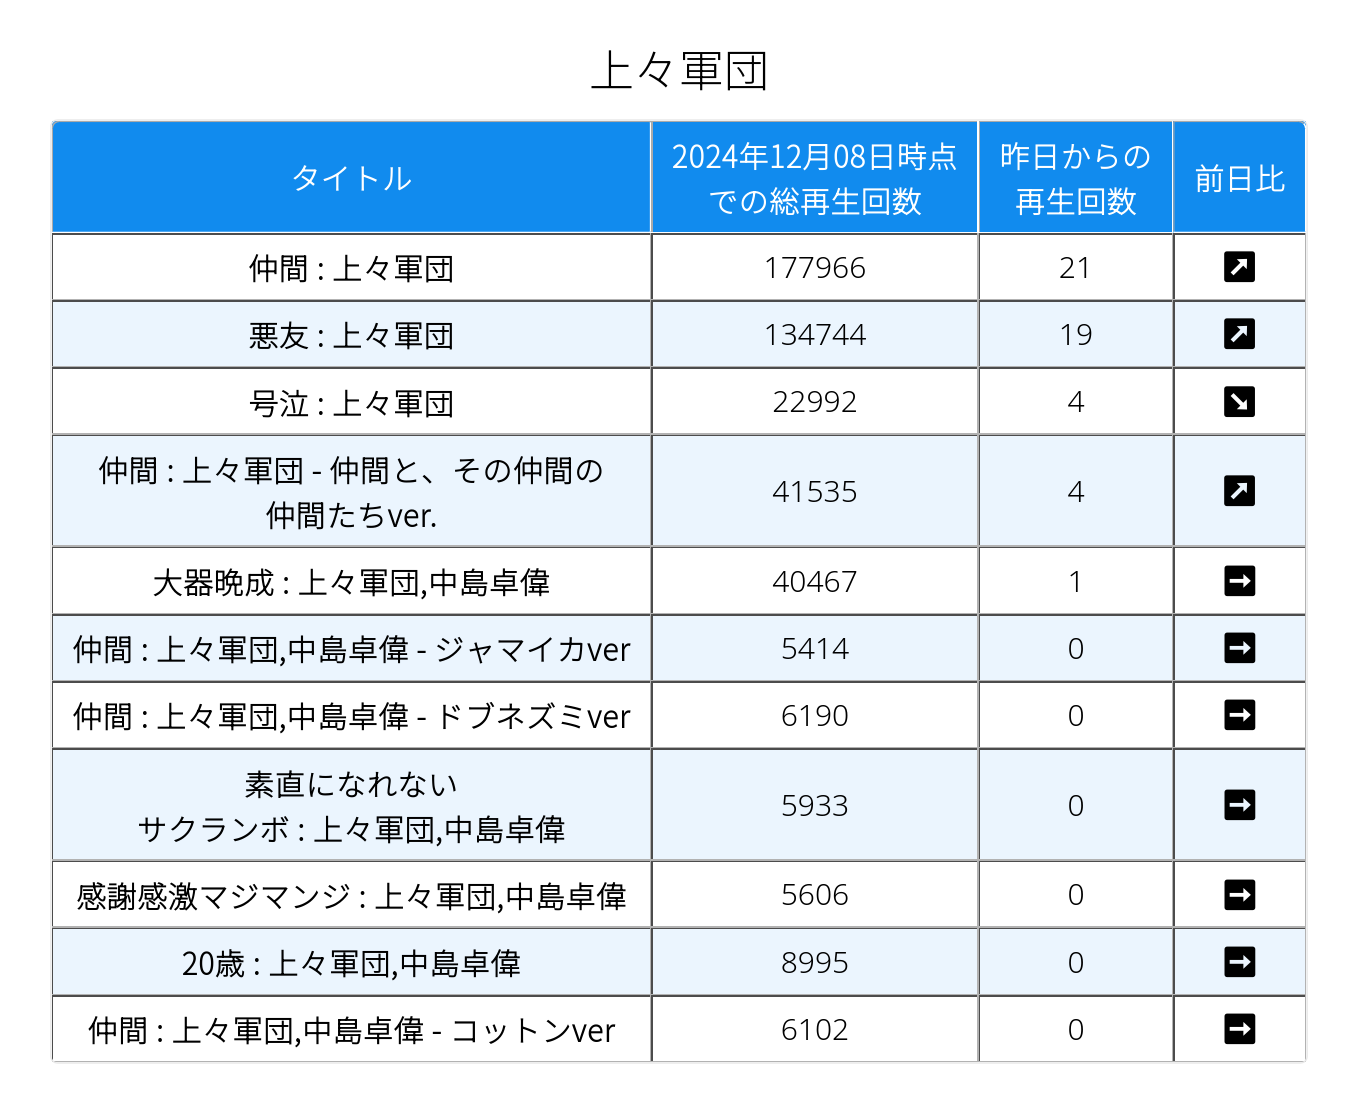 上々軍団
タイトル
2024年12月08日時点
での総再生回数
昨日からの
再生回数
前日比
仲間 : 上々軍団
177966
21
悪友 : 上々軍団
134744
19
号泣 : 上々軍団
22992
4
仲間 : 上々軍団 - 仲間と、その仲間の
仲間たちver.
41535
4
大器晩成 : 上々軍団,中島卓偉
40467
1
仲間 : 上々軍団,中島卓偉 - ジャマイカver
5414
0
仲間 : 上々軍団,中島卓偉 - ドブネズミver
6190
0
素直になれない
サクランボ : 上々軍団,中島卓偉
5933
0
感謝感激マジマンジ : 上々軍団,中島卓偉
5606
0
20歳 : 上々軍団,中島卓偉
8995
0
仲間 : 上々軍団,中島卓偉 - コットンver
6102
0